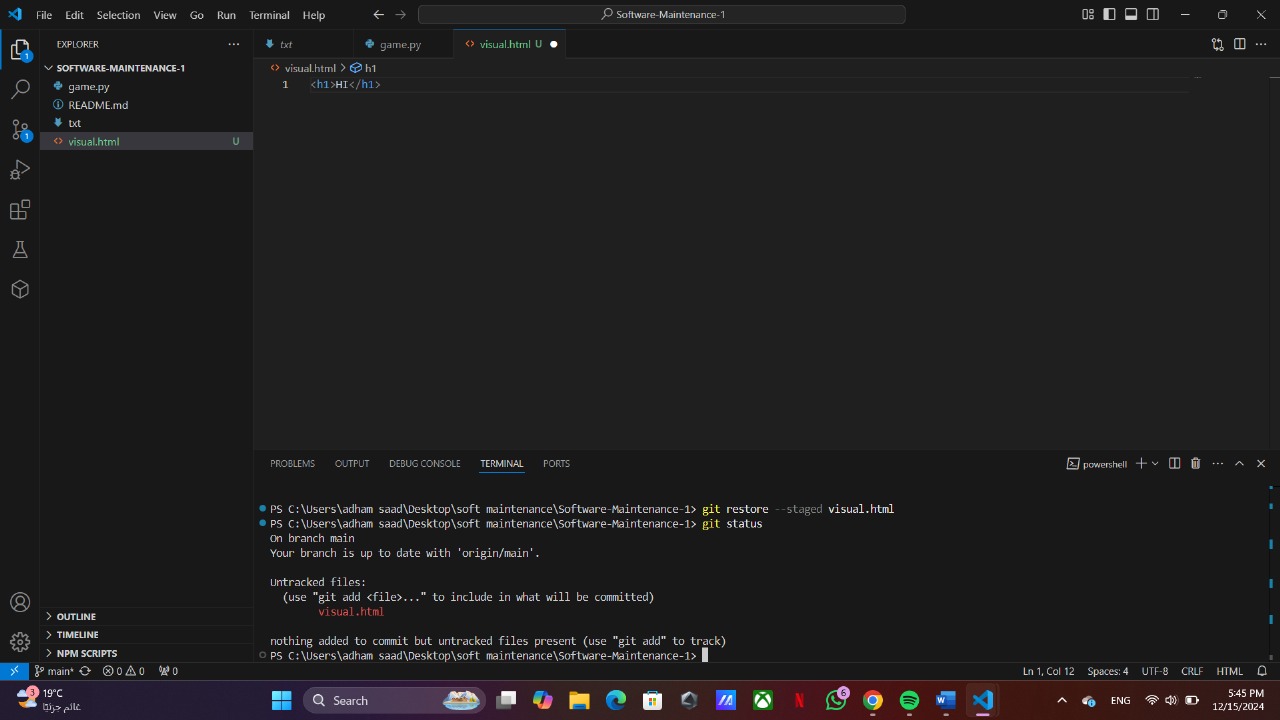 File Edit Selection View Go Run Terminal Help
Software-Maintenance-1
EXPLORER
txt
game.py
visual.html U
1
SOFTWARE-MAINTENANCE-1
visual.html > h1
game.py
1 <h1>HI</h1>
README.md
txt
1
visual.html U
PROBLEMS OUTPUT DEBUG CONSOLE TERMINAL PORTS
powershell
PS C:\Users\adham saad\Desktop\soft maintenance\Software-Maintenance-1> git restore --staged visual.html
PS C:\Users\adham saad\Desktop\soft maintenance\Software-Maintenance-1> git status
On branch main
Your branch is up to date with 'origin/main'.
Untracked files:
(use "git add <file>..." to include in what will be committed)
visual.html
nothing added to commit but untracked files present (use "git add" to track)
PS C:\Users\adham saad\Desktop\soft maintenance\Software-Maintenance-1>
OUTLINE
TIMELINE
NPM SCRIPTS
main* 0 0 0
Ln 1, Col 12 Spaces: 4 UTF-8 CRLF HTML
3
19°C
غائم جزئيًا
Search
6
ENG
5:45 PM
12/15/2024